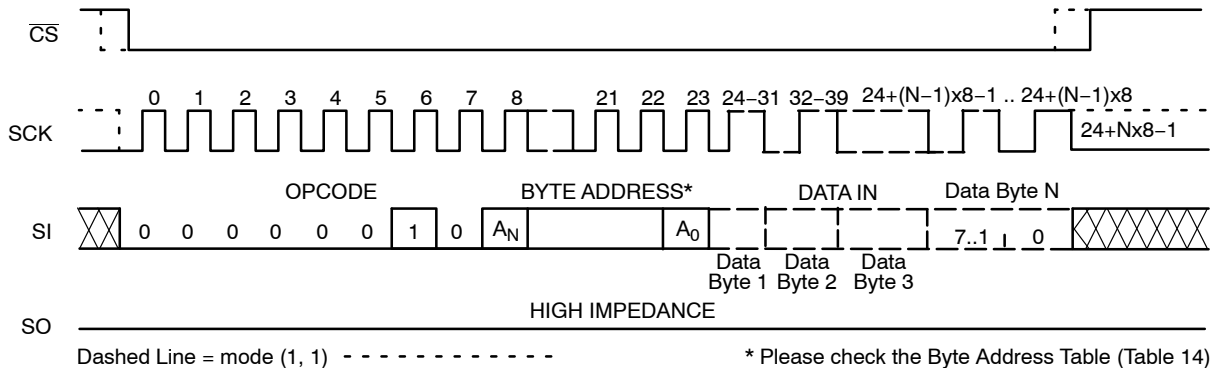 CS
0 1 2 3 4 5 6 7 8 21 22 23 24–31 32–39 24+(N–1)x8–1 .. 24+(N–1)x8
SCK
24+Nx8–1
OPCODE BYTE ADDRESS* DATA IN Data Byte N
SI 0 0 0 0 0 0 1 0 AN A0 7..1 0
Data Byte 1 Data Byte 2 Data Byte 3
HIGH IMPEDANCE
SO
Dashed Line = mode (1, 1) * Please check the Byte Address Table (Table 14)